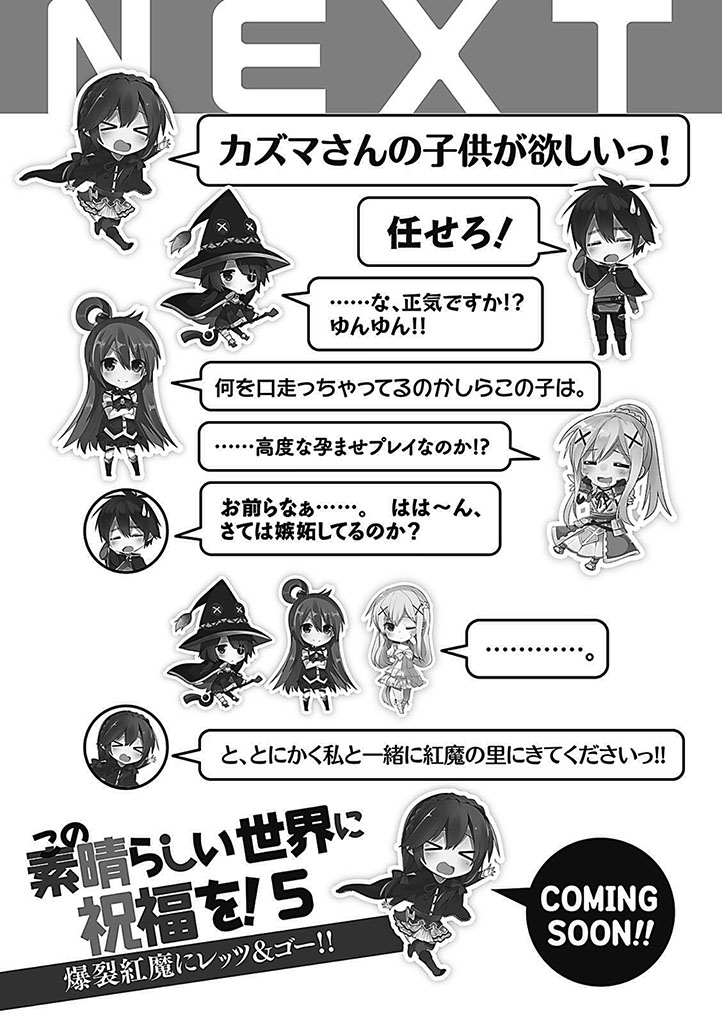 NEXT
カズマさんの子供が欲しいっ!
任せろ!
……な、正気ですか!?
ゆんゆん!!
何を口走っちゃってるのかしらこの子は。
……高度な孕ませプレイなのか!?
お前らなぁ……。 はは〜ん、
さては嫉妬してるのか?
…………。
と、とにかく私と一緒に紅魔の里にきてくださいっ!!
この
素晴らしい世界に
祝福を!5
爆裂紅魔にレッツ&ゴー!!
COMING
SOON!!